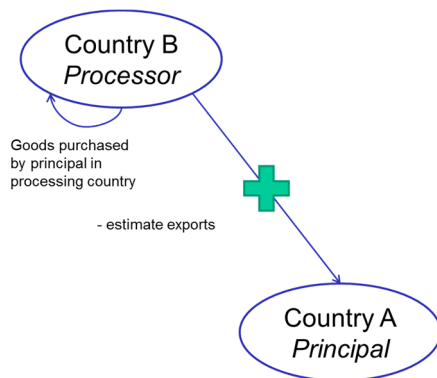 Country B
Processor
Goods purchased
by principal in
processing country
- estimate exports
Country A
Principal